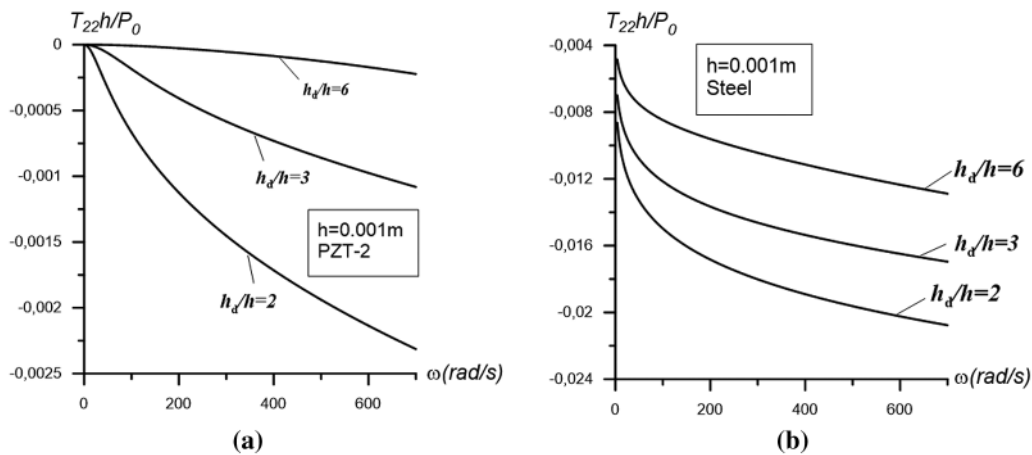 T22h/P0
0
-0,0005
-0,001
-0,0015
-0,002
-0,0025
hd/h=6
hd/h=3
hd/h=2
h=0.001m
PZT-2
ω(rad/s)
0
200
400
600
(a)
T22h/P0
-0,004
-0,008
-0,012
-0,016
-0,02
-0,024
h=0.001m
Steel
hd/h=6
hd/h=3
hd/h=2
ω(rad/s)
0
200
400
600
(b)